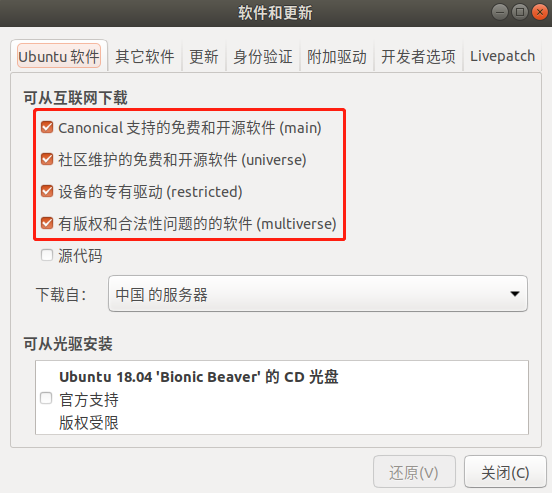 软件和更新
Ubuntu 软件 其它软件 更新 身份验证 附加驱动 开发者选项 Livepatch
可从互联网下载
Canonical 支持的免费和开源软件 (main)
社区维护的免费和开源软件 (universe)
设备的专有驱动 (restricted)
有版权和合法性问题的的软件 (multiverse)
源代码
下载自： 中国 的服务器
可从光驱安装
Ubuntu 18.04 'Bionic Beaver' 的 CD 光盘
官方支持
版权受限
还原(V) 关闭(C)